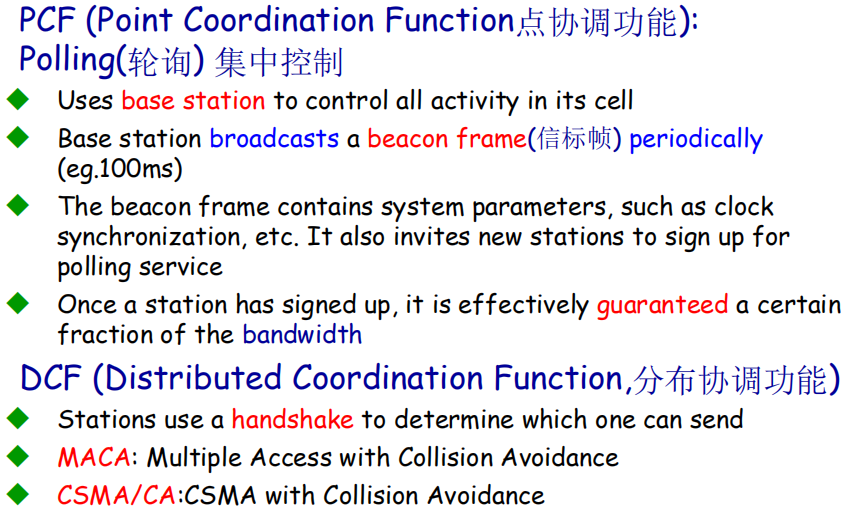 PCF (Point Coordination Function点协调功能):
Polling(轮询) 集中控制
Uses base station to control all activity in its cell
Base station broadcasts a beacon frame(信标帧) periodically
(eg.100ms)
The beacon frame contains system parameters, such as clock
synchronization, etc. It also invites new stations to sign up for
polling service
Once a station has signed up, it is effectively guaranteed a certain
fraction of the bandwidth
DCF (Distributed Coordination Function,分布协调功能)
Stations use a handshake to determine which one can send
MACA: Multiple Access with Collision Avoidance
CSMA/CA:CSMA with Collision Avoidance